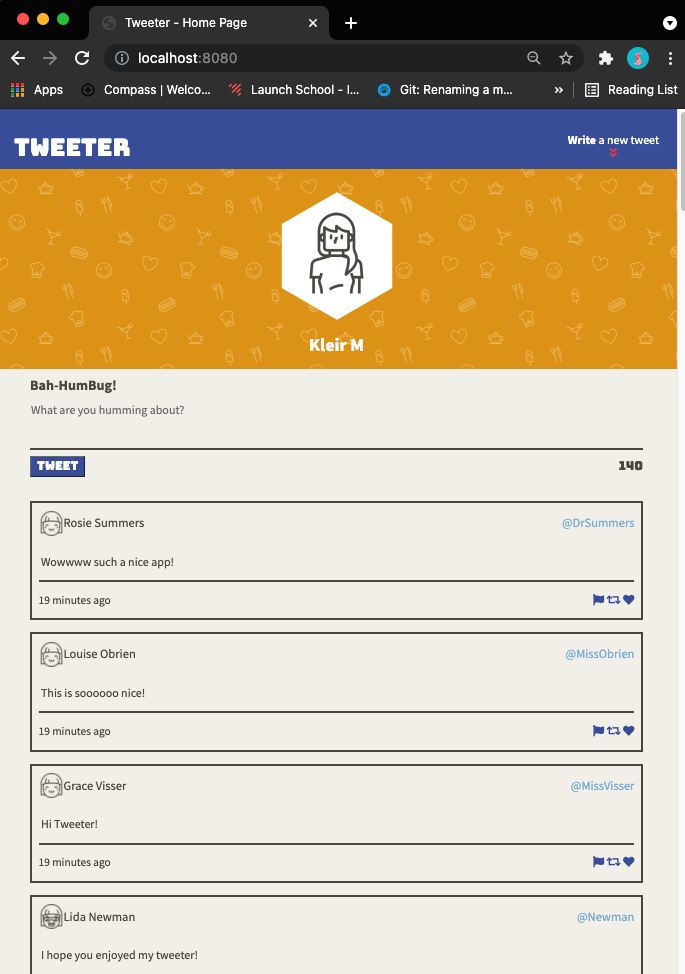 Tweeter - Home Page
localhost:8080
Apps
Compass | Welco...
Launch School - I...
Git: Renaming a m...
»
Reading List
TWEETER
Write a new tweet
Kleir M
Bah-HumBug!
What are you humming about?
TWEET
140
Rosie Summers
@DrSummers
Wowwww such a nice app!
19 minutes ago
Louise Obrien
@MissObrien
This is soooooo nice!
19 minutes ago
Grace Visser
@MissVisser
Hi Tweeter!
19 minutes ago
Lida Newman
@Newman
I hope you enjoyed my tweeter!